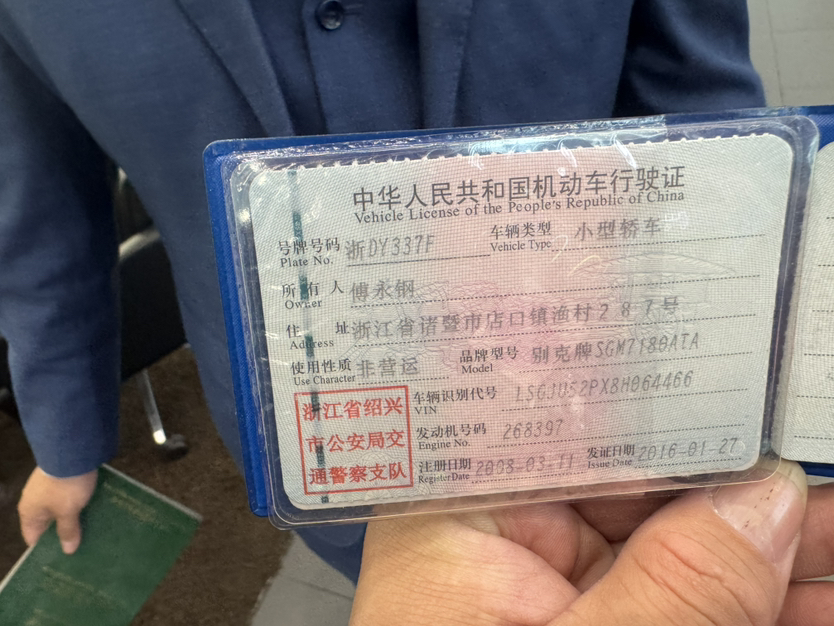 中华人民共和国机动车行驶证
Vehicle License of the People's Republic of China
号牌号码 浙DY337F 车辆类型 小型轿车
Plate No. Vehicle Type
所有人 傅永钢
Owner
住址 浙江省诸暨市店口镇渔村287号
Address
使用性质 非营运 品牌型号 别克牌SGM7180ATA
Use Character Model
车辆识别代号 LSGJU52PX8H064466
VIN
发动机号码 268397
Engine No.
注册日期 2008-03-11 发证日期 2016-01-27
Register Date Issue Date
浙江省绍兴
市公安局交
通警察支队